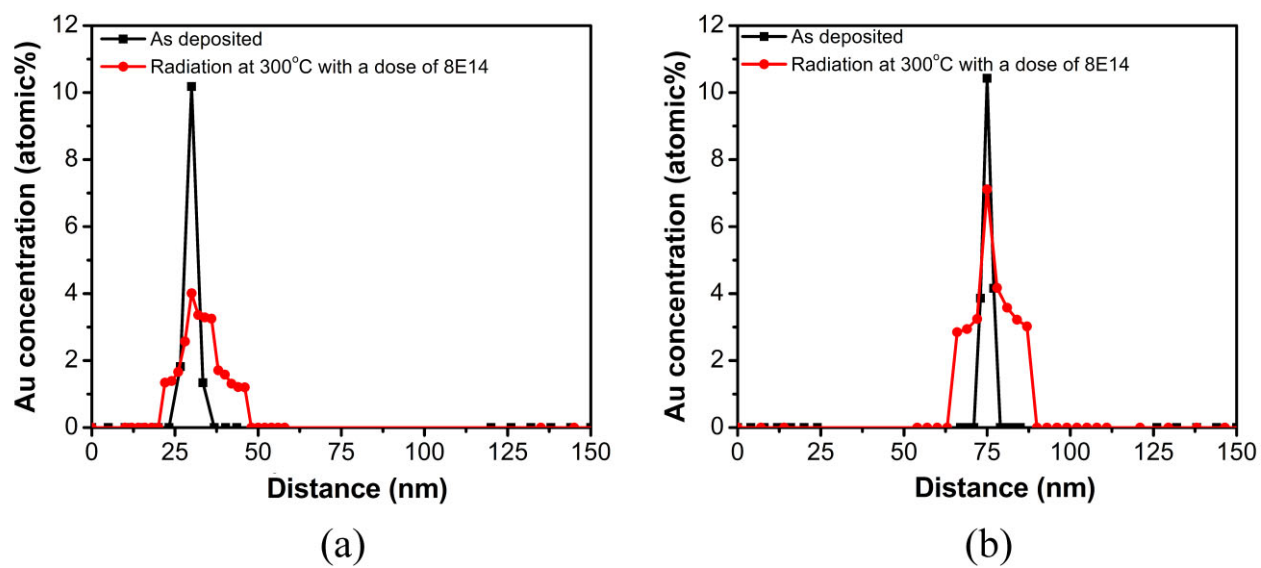 12
10
8
6
4
2
0
Au concentration (atomic%)
As deposited
Radiation at 300°C with a dose of 8E14
0 25 50 75 100 125 150
Distance (nm)
(a)
12
10
8
6
4
2
0
Au concentration (atomic%)
As deposited
Radiation at 300°C with a dose of 8E14
0 25 50 75 100 125 150
Distance (nm)
(b)